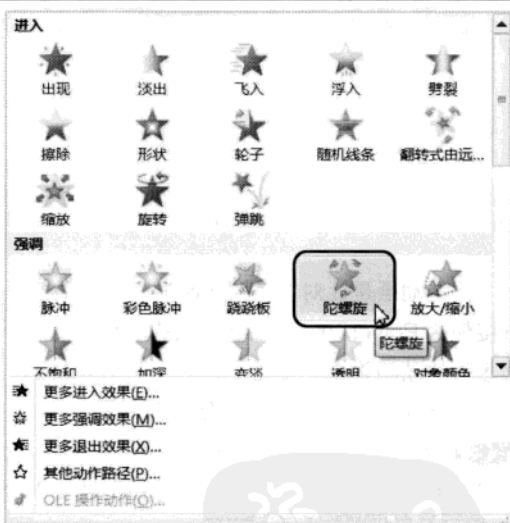 进入
出现 淡出 飞入 浮入 劈裂
擦除 形状 轮子 随机线条 翻转式由远...
缩放 旋转 弹跳
强调
脉冲 彩色脉冲 跷跷板 陀螺旋 放大/缩小
陀螺旋
不饱和 加深 变淡 透明 对象颜色
更多进入效果(E)...
更多强调效果(M)...
更多退出效果(X)...
其他动作路径(P)...
OLE 操作动作(O)...